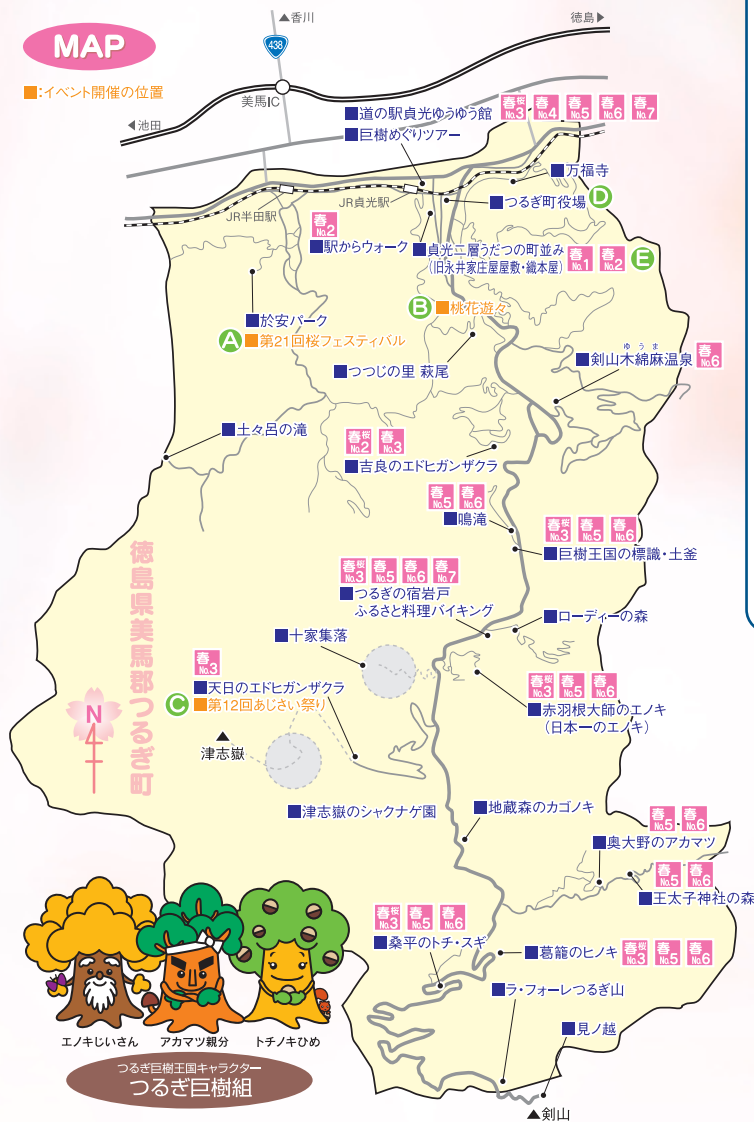 ▲香川
徳島▶
MAP
438
■:イベント開催の位置
美馬IC
◀池田
■道の駅貞光ゆうゆう館 春桜No.3 春No.4 春No.5 春No.6 春No.7
■巨樹めぐりツアー
■万福寺
JR半田駅
JR貞光駅
■つるぎ町役場 D
春No.2
■駅からウォーク
■貞光二層うだつの町並み
(旧永井家庄屋屋敷・織本屋) 春No.1 春No.2 E
■於安パーク
A ■第21回桜フェスティバル
B ■桃花遊々
■つつじの里 萩尾
ゆうま
■剣山木綿麻温泉 春No.6
■土々呂の滝
春桜No.2 春No.3
■吉良のエドヒガンザクラ
春No.5 春No.6
■鳴滝
春桜No.3 春No.5 春No.6
■巨樹王国の標識・土釜
春桜No.3 春No.5 春No.6 春No.7
■つるぎの宿岩戸
ふるさと料理バイキング
■ローディーの森
■十家集落
徳島県美馬郡つるぎ町
N
春No.3
■天日のエドヒガンザクラ
C ■第12回あじさい祭り
春桜No.3 春No.5 春No.6
■赤羽根大師のエノキ
(日本一のエノキ)
▲
津志嶽
■津志嶽のシャクナゲ園
■地蔵森のカゴノキ
春No.5 春No.6
■奥大野のアカマツ
春No.5 春No.6
■王太子神社の森
春桜No.3 春No.5 春No.6
■桑平のトチ・スギ
■葛籠のヒノキ 春桜No.3 春No.5 春No.6
■ラ・フォーレつるぎ山
■見ノ越
▲剣山
エノキじいさん
アカマツ親分
トチノキひめ
つるぎ巨樹王国キャラクター
つるぎ巨樹組